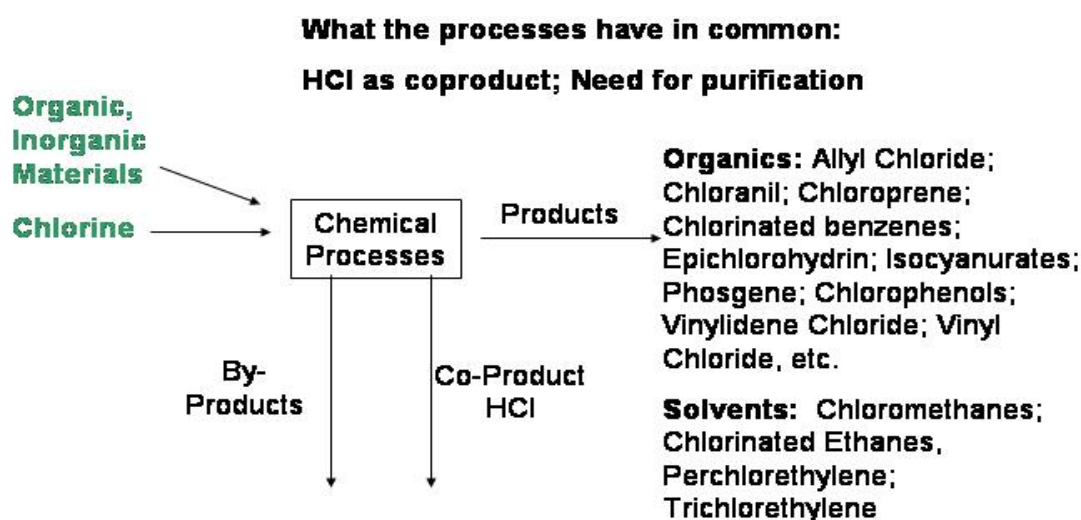 What the processes have in common:
HCl as coproduct; Need for purification
Organic,
Inorganic
Materials
Chlorine
Chemical
Processes
Products
By-
Products
Co-Product
HCl
Organics: Allyl Chloride;
Chloranil; Chloroprene;
Chlorinated benzenes;
Epichlorohydrin; Isocyanurates;
Phosgene; Chlorophenols;
Vinylidene Chloride; Vinyl
Chloride, etc.
Solvents: Chloromethanes;
Chlorinated Ethanes,
Perchlorethylene;
Trichlorethylene